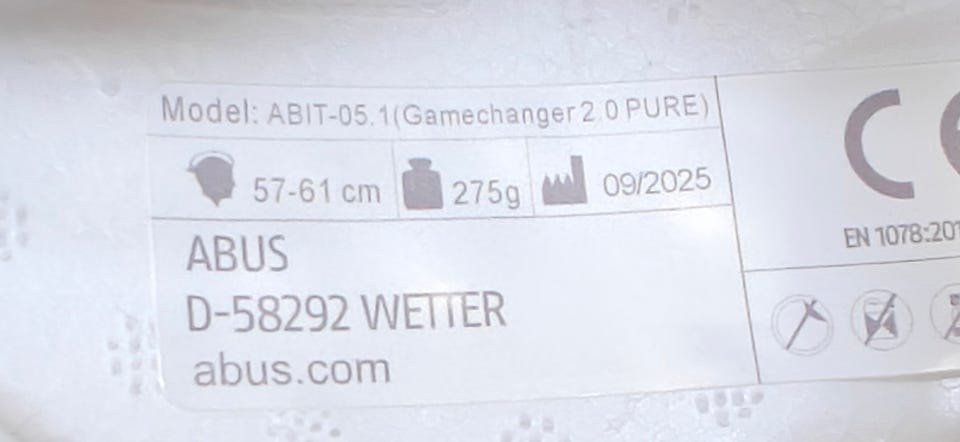 Model: ABIT-05.1(Gamechanger 2.0 PURE)
57-61 cm 275g 09/2025
ABUS
D-58292 WETTER
abus.com
CE
EN 1078:201